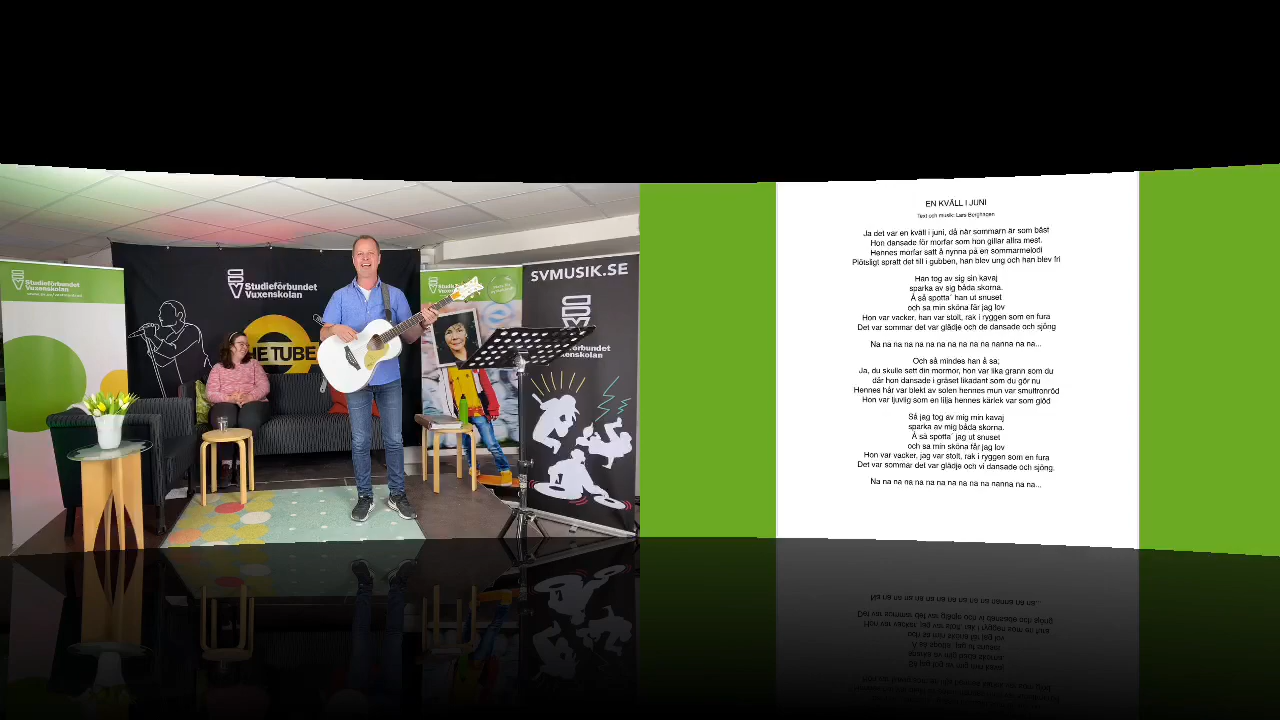 Studieförbundet
Vuxenskolan
Studieförbundet
Vuxenskolan
THE TUBE
SVMUSIK.SE
EN KVÄLL I JUNI
Text och musik: Lars Berghagen
Ja det var en kväll i juni, då när sommarn är som bäst
Hon dansade för morfar som hon gillar allra mest.
Hennes morfar satt å nynna på en sommarmelodi
Plötsligt spratt det till i gubben, han blev ung och han blev fri
Han tog av sig sin kavaj
sparka av sig båda skorna.
Å så spotta´ han ut snuset
och sa min sköna får jag lov
Hon var vacker, han var stolt, rak i ryggen som en fura
Det var sommar det var glädje och de dansade och sjöng
Na na na na na na na na na na na nanna na na...
Och så mindes han å sa;
Ja, du skulle sett din mormor, hon var lika grann som du
där hon dansade i gräset likadant som du gör nu
Hennes hår var blekt av solen hennes mun var smultronröd
Hon var ljuvlig som en lilja hennes kärlek var som glöd
Så jag tog av mig min kavaj
sparka av mig båda skorna.
Å så spotta´ jag ut snuset
och sa min sköna får jag lov
Hon var vacker, jag var stolt, rak i ryggen som en fura
Det var sommar det var glädje och vi dansade och sjöng.
Na na na na na na na na na na na nanna na na...